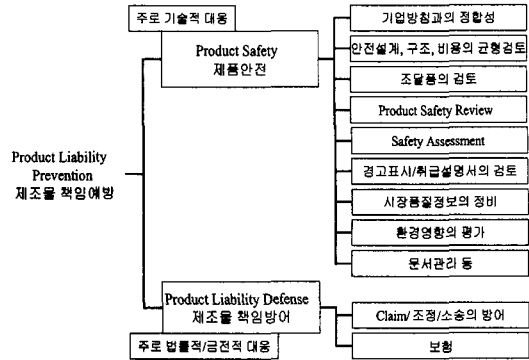 주로 기술적 대응
Product Safety
제품안전
기업방침과의 정합성
안전설계, 구조, 비용의 균형검토
조달품의 검토
Product Safety Review
Safety Assessment
경고표시/취급설명서의 검토
시장품질정보의 정비
환경영향의 평가
문서관리 등
Product Liability
Prevention
제조물 책임예방
Product Liability Defense
제조물 책임방어
주로 법률적/금전적 대응
Claim/ 조정/소송의 방어
보험